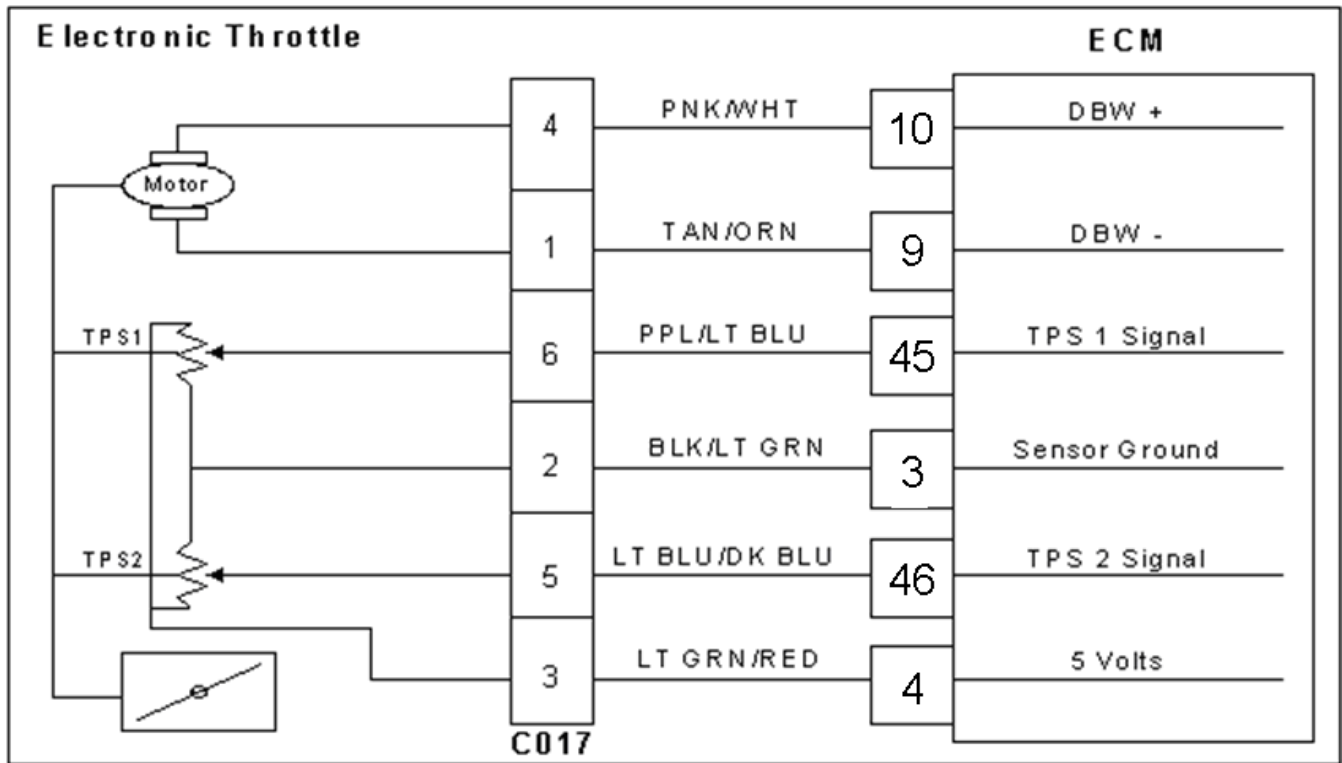 Electronic Throttle
ECM
4
PNK/WHT
10
DBW +
Motor
1
TAN/ORN
9
DBW -
TPS1
6
PPL/LT BLU
45
TPS 1 Signal
2
BLK/LT GRN
3
Sensor Ground
TPS2
5
LT BLU/DK BLU
46
TPS 2 Signal
3
LT GRN/RED
4
5 Volts
C017